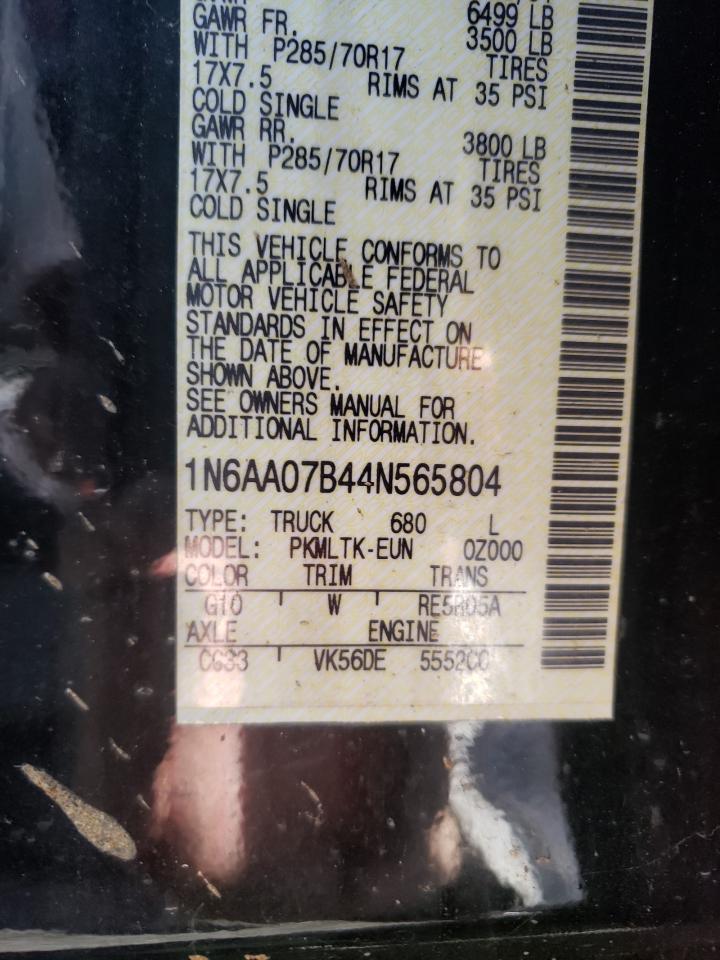 6499 LB
GAWR FR. 3500 LB
WITH P285/70R17 TIRES
17X7.5 RIMS AT 35 PSI
COLD SINGLE
GAWR RR. 3800 LB
WITH P285/70R17 TIRES
17X7.5 RIMS AT 35 PSI
COLD SINGLE
THIS VEHICLE CONFORMS TO
ALL APPLICABLE FEDERAL
MOTOR VEHICLE SAFETY
STANDARDS IN EFFECT ON
THE DATE OF MANUFACTURE
SHOWN ABOVE.
SEE OWNERS MANUAL FOR
ADDITIONAL INFORMATION.
1N6AA07B44N565804
TYPE: TRUCK 680 L
MODEL: PKMLTK-EUN 0Z000
COLOR TRIM TRANS
G10 W RE5R05A
AXLE ENGINE
CG33 VK56DE 5552CC